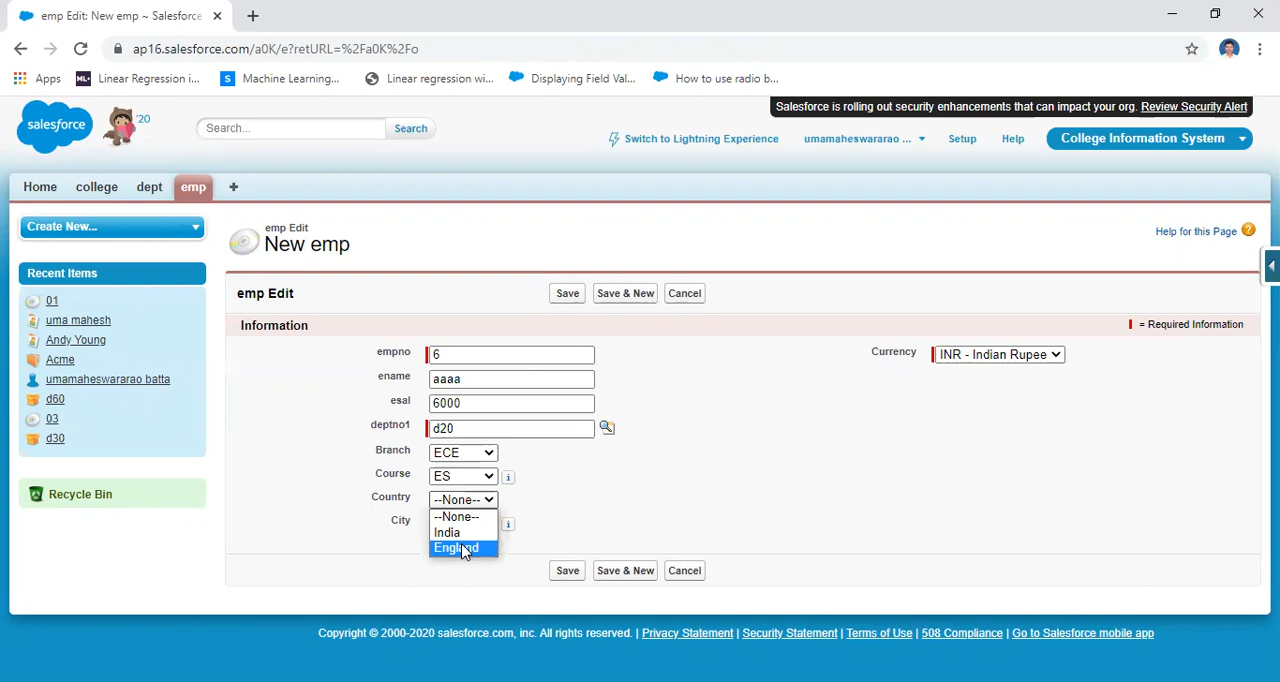 emp Edit: New emp ~ Salesforce
ap16.salesforce.com/a0K/e?retURL=%2Fa0K%2Fo
Apps
ML+ Linear Regression i...
S Machine Learning...
Linear regression wi...
Displaying Field Val...
How to use radio b...
Salesforce is rolling out security enhancements that can impact your org. Review Security Alert
salesforce
'20
Search...
Search
Switch to Lightning Experience
umamaheswararao ...
Setup
Help
College Information System
Home
college
dept
emp
Create New...
emp Edit
New emp
Help for this Page ?
Recent Items
01
uma mahesh
Andy Young
Acme
umamaheswararao batta
d60
03
d30
Recycle Bin
emp Edit
Save
Save & New
Cancel
Information
= Required Information
empno 6
Currency INR - Indian Rupee
ename aaaa
esal 6000
deptno1 d20
Branch ECE
Course ES i
Country --None--
--None--
India
England
City i
Save
Save & New
Cancel
Copyright © 2000-2020 salesforce.com, inc. All rights reserved. | Privacy Statement | Security Statement | Terms of Use | 508 Compliance | Go to Salesforce mobile app